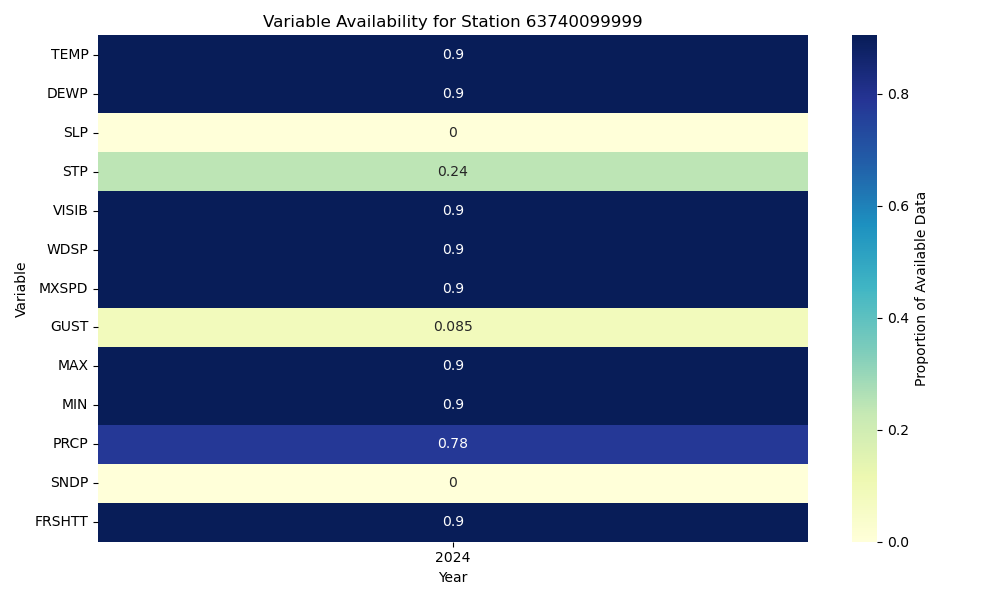 Variable Availability for Station 63740099999
TEMP 0.9
DEWP 0.9
SLP 0
STP 0.24
VISIB 0.9
WDSP 0.9
MXSPD 0.9
GUST 0.085
MAX 0.9
MIN 0.9
PRCP 0.78
SNDP 0
FRSHTT 0.9
Variable
2024
Year
0.8
0.6
0.4
0.2
0.0
Proportion of Available Data